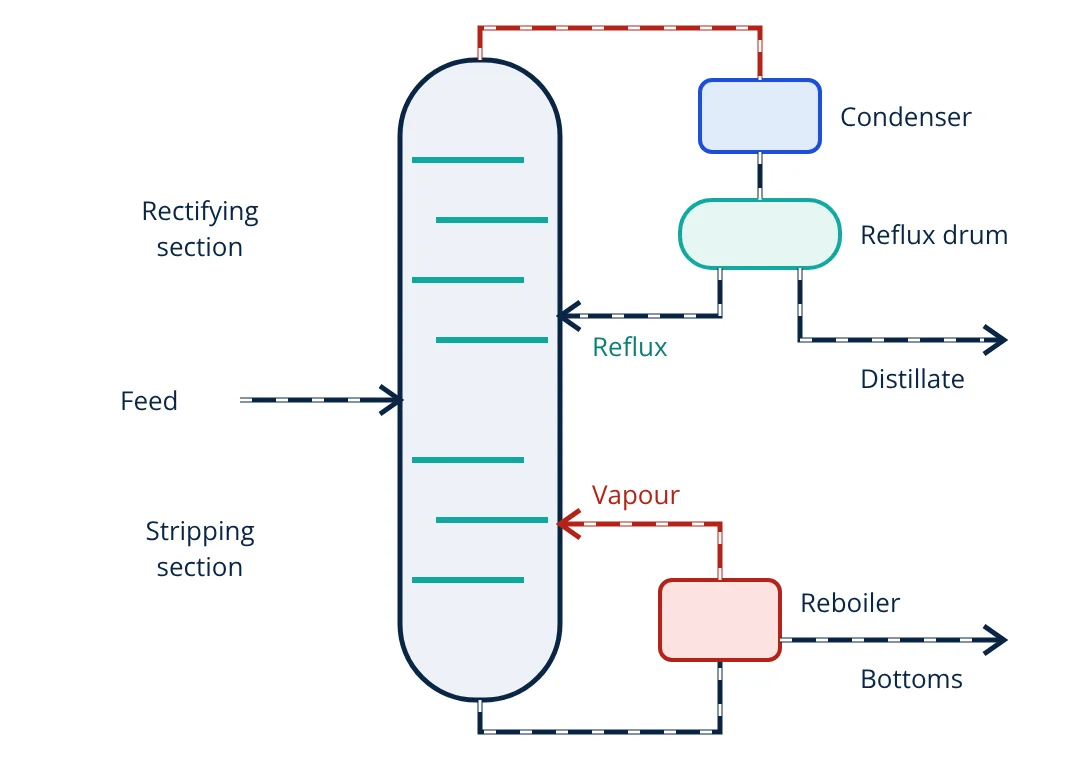 Condenser
Rectifying
section
Reflux drum
Reflux
Distillate
Feed
Vapour
Stripping
section
Reboiler
Bottoms